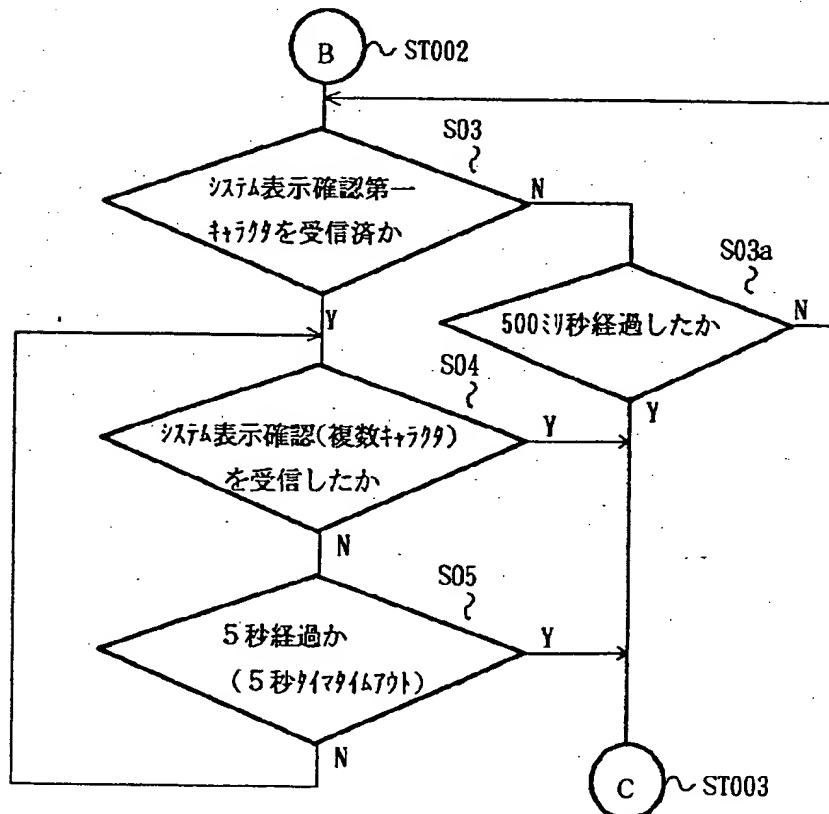 B
ST002
S03
システム表示確認第一
キャラクタを受信済か
N
Y
S03a
500ミリ秒経過したか
N
Y
S04
システム表示確認(複数キャラクタ)
を受信したか
Y
N
S05
5秒経過か
(5秒タイマタイムアウト)
Y
N
C
ST003